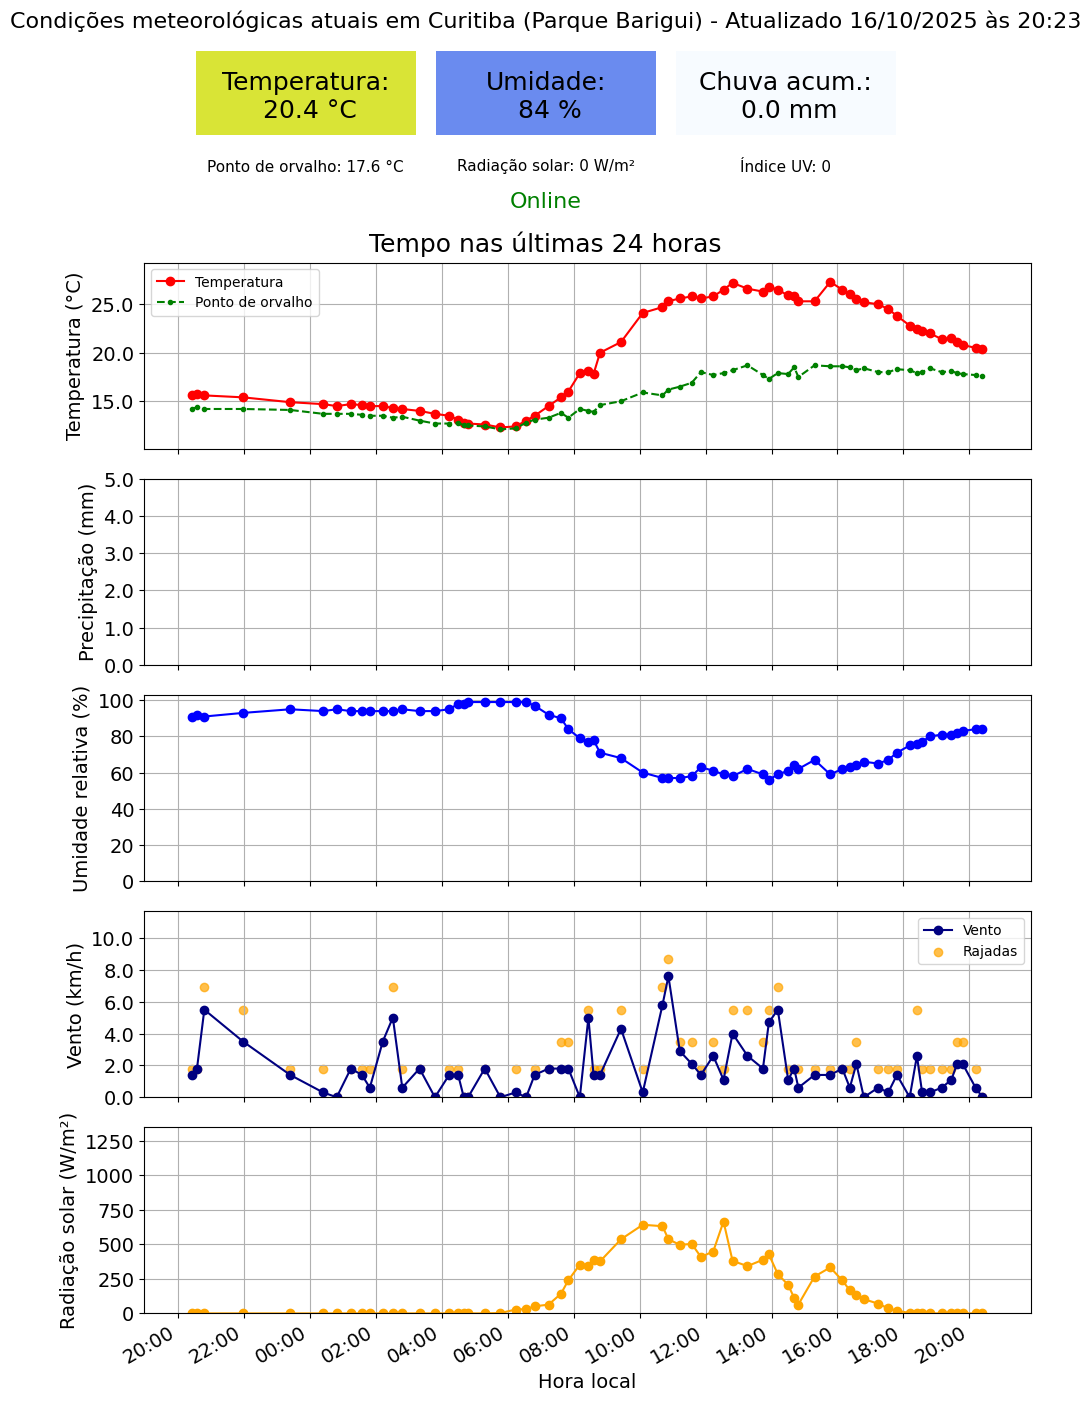 Condições meteorológicas atuais em Curitiba (Parque Barigui) - Atualizado 16/10/2025 às 20:23
Temperatura:
20.4 °C
Umidade:
84 %
Chuva acum.:
0.0 mm
Ponto de orvalho: 17.6 °C
Radiação solar: 0 W/m²
Índice UV: 0
Online
Tempo nas últimas 24 horas
Temperatura (°C)
25.0
20.0
15.0
Temperatura
Ponto de orvalho
Precipitação (mm)
5.0
4.0
3.0
2.0
1.0
0.0
Umidade relativa (%)
100
80
60
40
20
0
Vento (km/h)
10.0
8.0
6.0
4.0
2.0
0.0
Vento
Rajadas
Radiação solar (W/m²)
1250
1000
750
500
250
0
20:00
22:00
00:00
02:00
04:00
06:00
08:00
10:00
12:00
14:00
16:00
18:00
20:00
Hora local